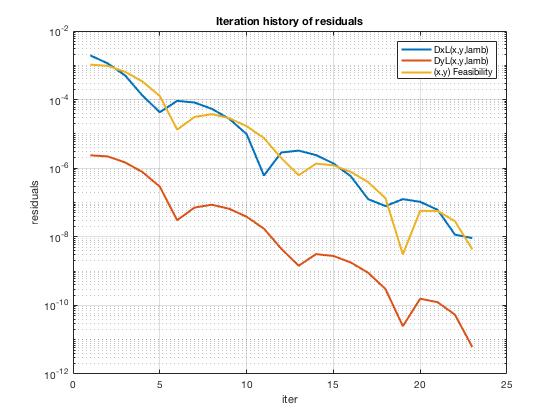 Iteration history of residuals
10^-2
10^-4
10^-6
10^-8
10^-10
10^-12
residuals
DxL(x,y,lamb)
DyL(x,y,lamb)
(x,y) Feasibility
0 5 10 15 20 25
iter